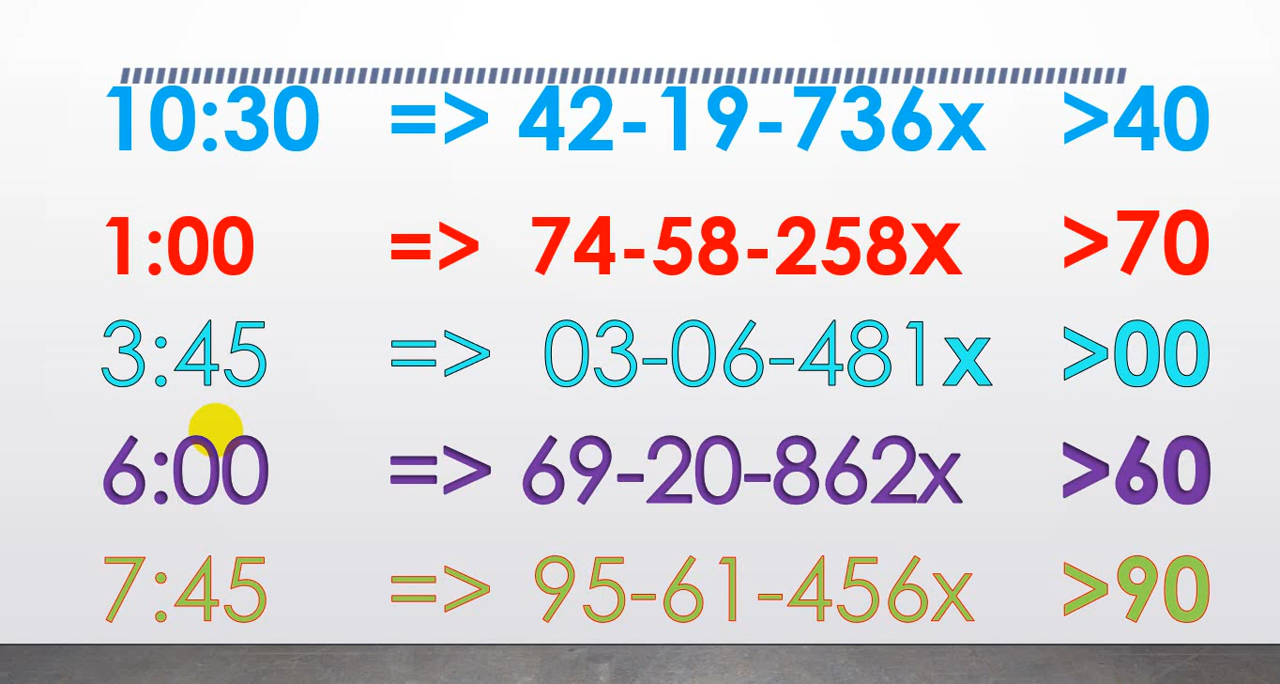 10:30 => 42-19-736x >40
1:00 => 74-58-258x >70
3:45 => 03-06-481x >00
6:00 => 69-20-862x >60
7:45 => 95-61-456x >90